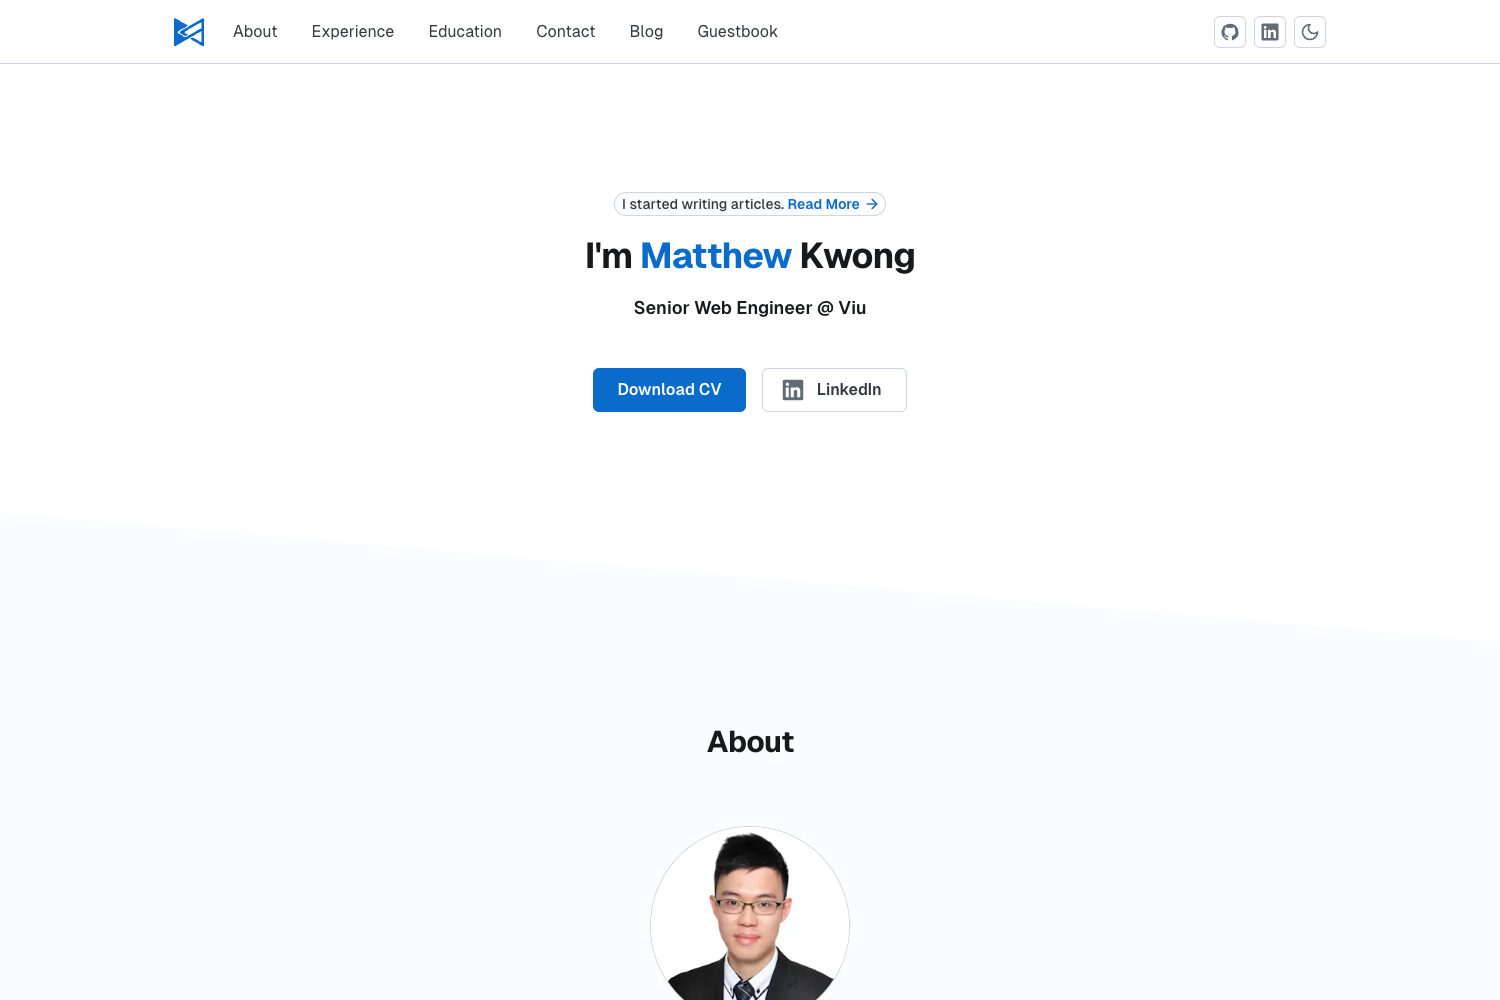 About Experience Education Contact Blog Guestbook
I started writing articles. Read More →
I'm Matthew Kwong
Senior Web Engineer @ Viu
Download CV LinkedIn
About